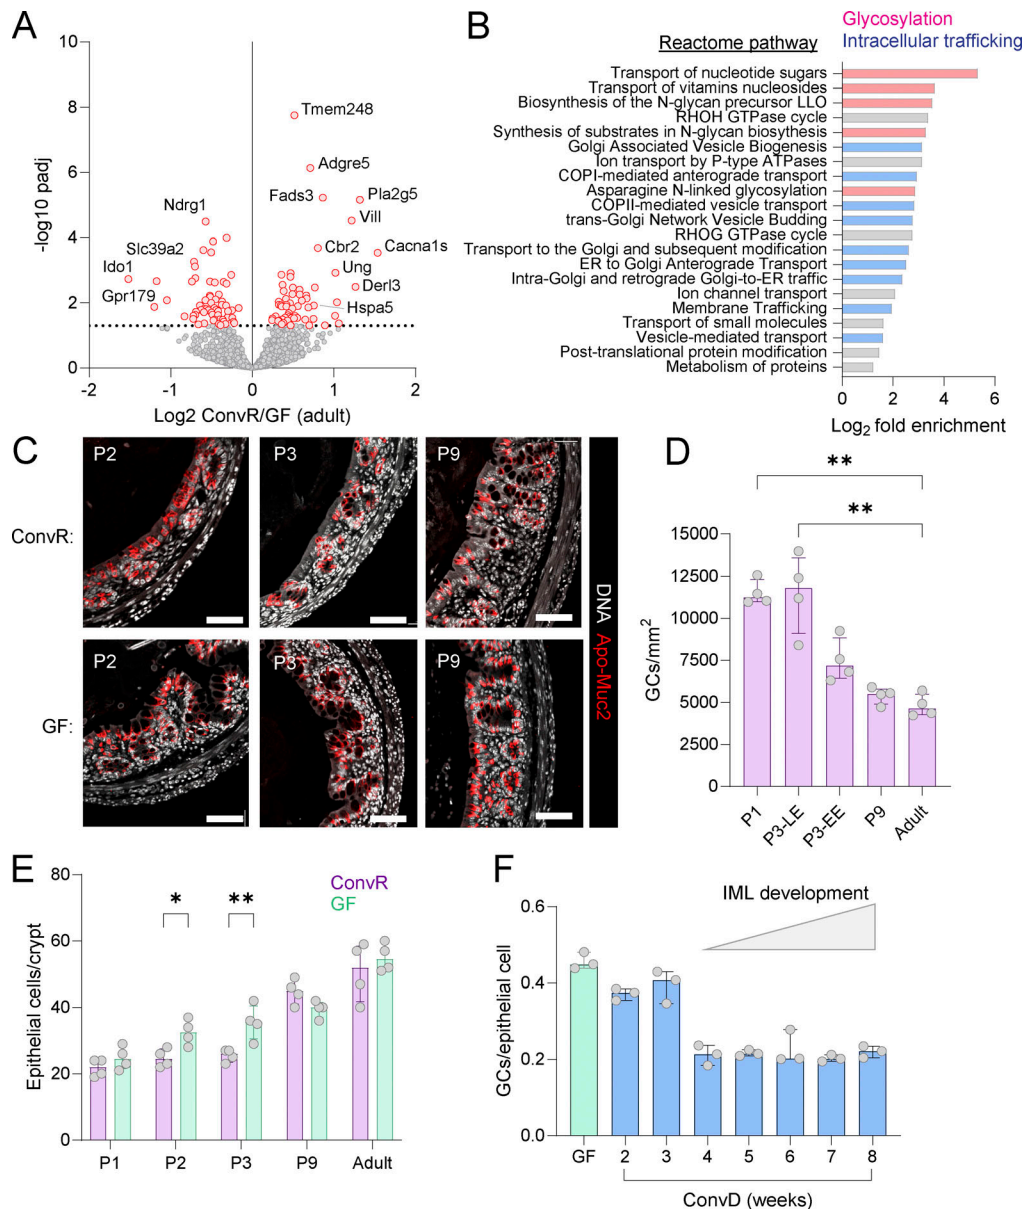 A
10
8
6
4
2
0
-log10 padj
Tmem248
Adgre5
Fads3
Pla2g5
Ndrg1
Vill
Slc39a2
Cbr2
Cacna1s
Ido1
Ung
Gpr179
Derl3
Hspa5
-2
-1
0
1
2
Log2 ConvR/GF (adult)
B
Glycosylation
Reactome pathway
Intracellular trafficking
Transport of nucleotide sugars
Transport of vitamins nucleosides
Biosynthesis of the N-glycan precursor LLO
RHOH GTPase cycle
Synthesis of substrates in N-glycan biosythesis
Golgi Associated Vesicle Biogenesis
Ion transport by P-type ATPases
COPI-mediated anterograde transport
Asparagine N-linked glycosylation
COPII-mediated vesicle transport
trans-Golgi Network Vesicle Budding
RHOG GTPase cycle
Transport to the Golgi and subsequent modification
ER to Golgi Anterograde Transport
Intra-Golgi and retrograde Golgi-to-ER traffic
Ion channel transport
Membrane Trafficking
Transport of small molecules
Vesicle-mediated transport
Post-translational protein modification
Metabolism of proteins
0
2
4
6
Log2 fold enrichment
C
P2
P3
P9
ConvR:
P2
P3
P9
GF:
DNA Apo-Muc2
D
**
**
15000
12500
10000
7500
5000
2500
0
GCs/mm²
P1
P3-LE
P3-EE
P9
Adult
E
80
60
40
20
0
Epithelial cells/crypt
ConvR
GF
*
**
P1
P2
P3
P9
Adult
F
IML development
0.6
0.4
0.2
0.0
GCs/epithelial cell
GF
2
3
4
5
6
7
8
ConvD (weeks)